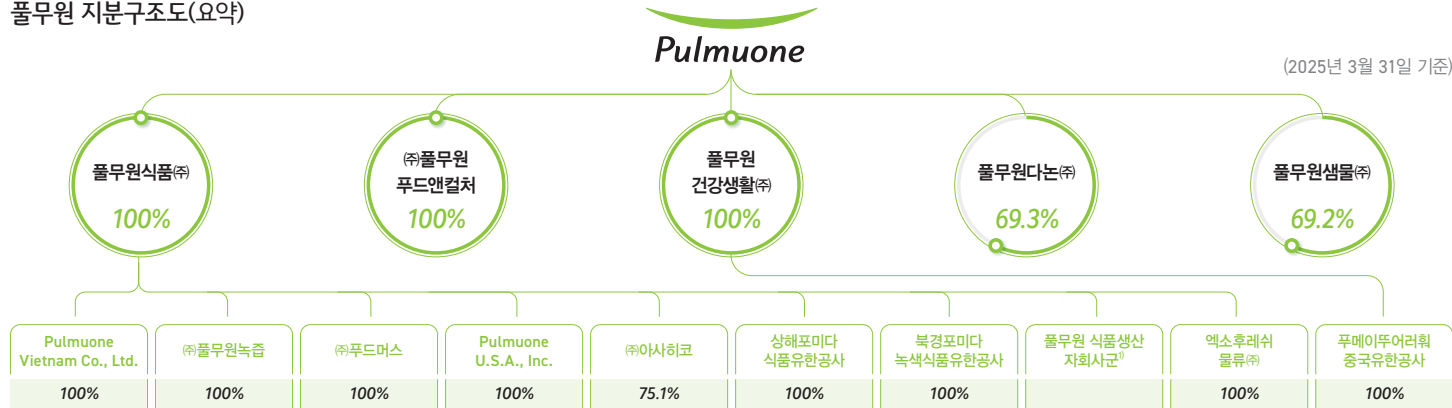 풀무원 지분구조도(요약)
Pulmuone
(2025년 3월 31일 기준)
풀무원식품㈜
100%
㈜풀무원
푸드앤컬처
100%
풀무원
건강생활㈜
100%
풀무원다논㈜
69.3%
풀무원샘물㈜
69.2%
Pulmuone
Vietnam Co., Ltd.
100%
㈜풀무원녹즙
100%
㈜푸드머스
100%
Pulmuone
U.S.A., Inc.
100%
㈜아사히코
75.1%
상해포미다
식품유한공사
100%
북경포미다
녹색식품유한공사
100%
풀무원 식품생산
자회사군¹⁾
엑소후레쉬
물류㈜
100%
푸메이뚜어러훠
중국유한공사
100%